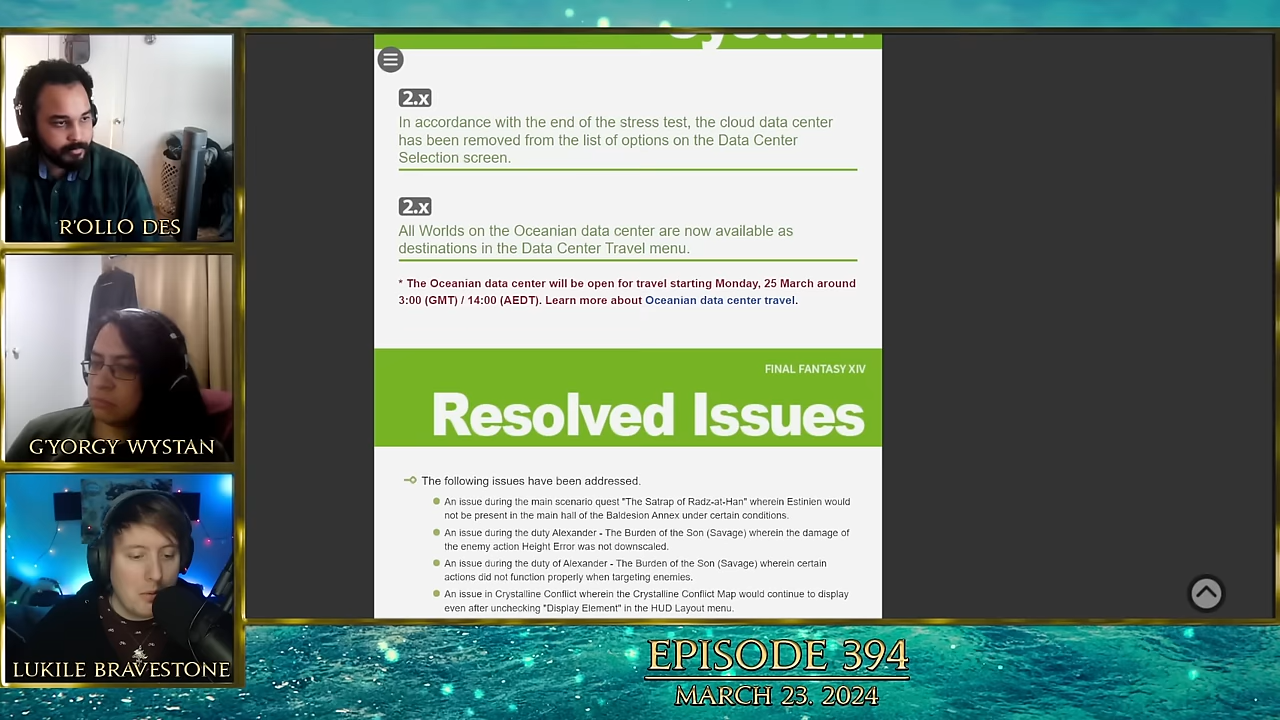 System
2.x
In accordance with the end of the stress test, the cloud data center
has been removed from the list of options on the Data Center
Selection screen.
2.x
All Worlds on the Oceanian data center are now available as
destinations in the Data Center Travel menu.
* The Oceanian data center will be open for travel starting Monday, 25 March around
3:00 (GMT) / 14:00 (AEDT). Learn more about Oceanian data center travel.
FINAL FANTASY XIV
Resolved Issues
The following issues have been addressed.
An issue during the main scenario quest "The Satrap of Radz-at-Han" wherein Estinien would
not be present in the main hall of the Baldesion Annex under certain conditions.
An issue during the duty Alexander - The Burden of the Son (Savage) wherein the damage of
the enemy action Height Error was not downscaled.
An issue during the duty of Alexander - The Burden of the Son (Savage) wherein certain
actions did not function properly when targeting enemies.
An issue in Crystalline Conflict wherein the Crystalline Conflict Map would continue to display
even after unchecking "Display Element" in the HUD Layout menu.
R'OLLO DES
G'YORGY WYSTAN
LUKILE BRAVESTONE
EPISODE 394
MARCH 23. 2024